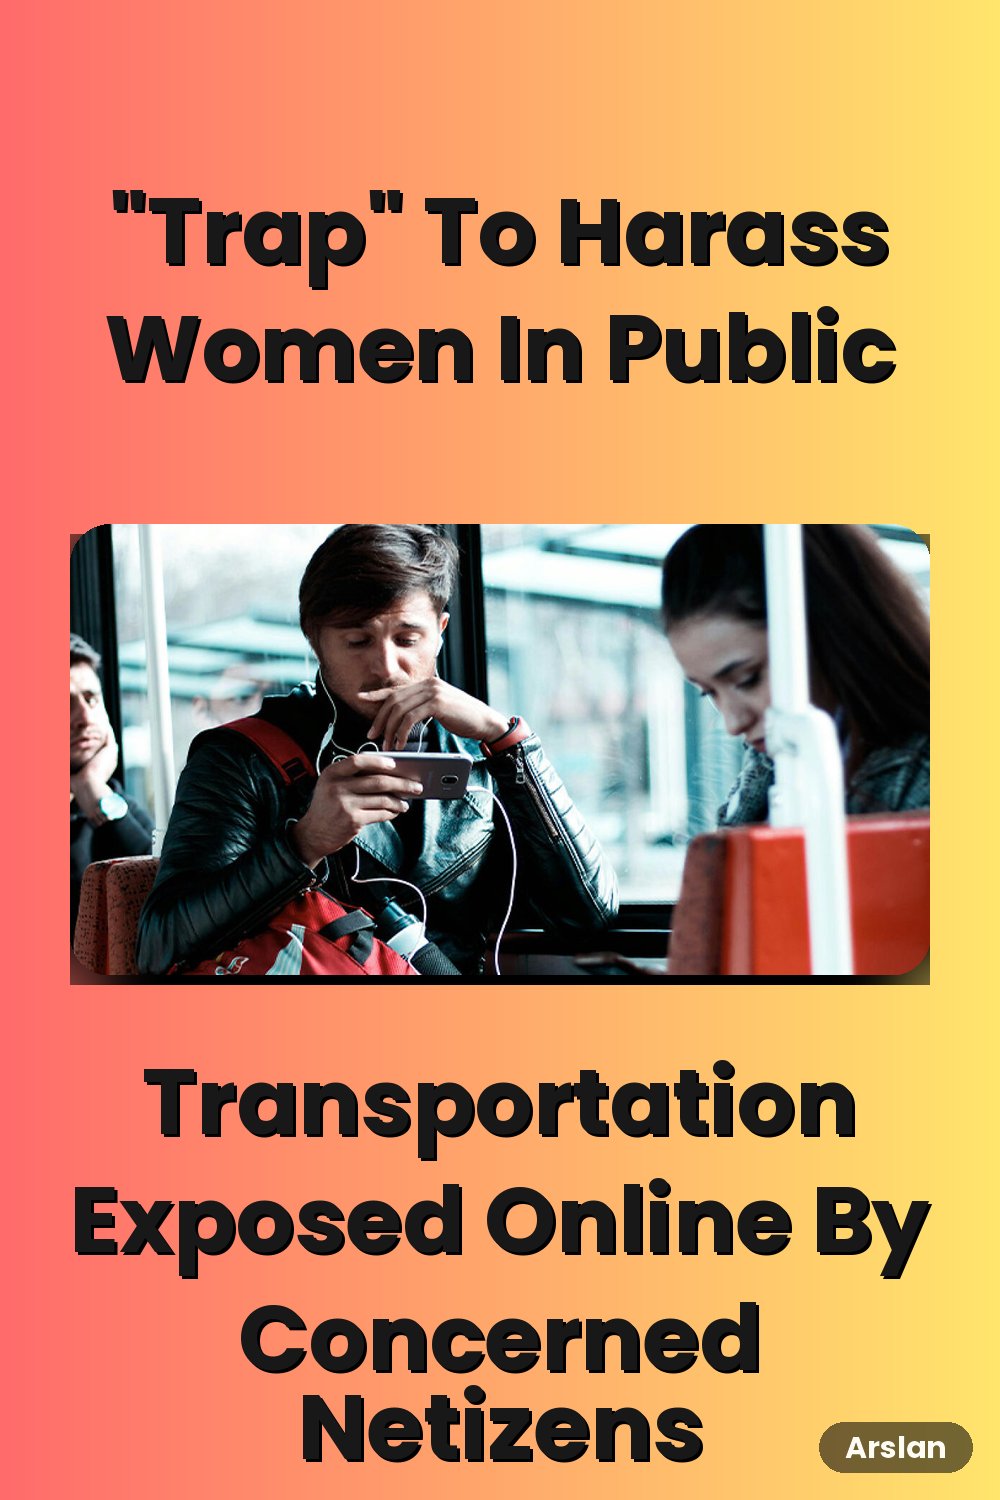 "Trap" To Harass
Women In Public
Transportation
Exposed Online By
Concerned
Netizens
Arslan